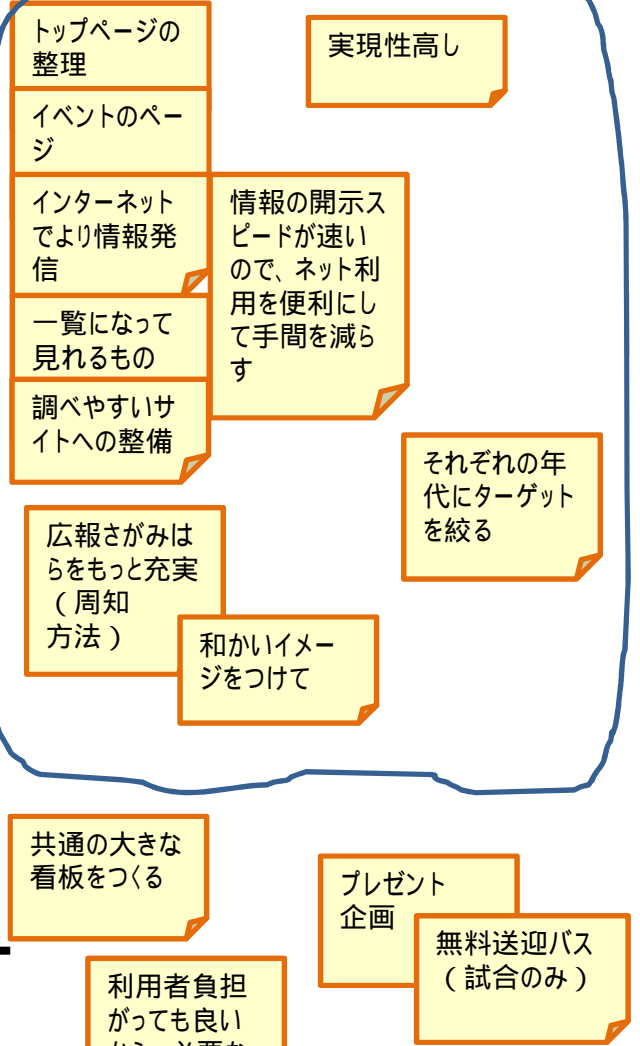 トップページの
整理
実現性高し
イベントのペー
ジ
インターネット
でより情報発
信
情報の開示ス
ピードが速い
ので、ネット利
用を便利にし
て手間を減ら
す
一覧になって
見れるもの
調べやすいサ
イトへの整備
それぞれの年
代にターゲット
を絞る
広報さがみは
らをもっと充実
(周知
方法)
和かいイメー
ジをつけて
共通の大きな
看板をつくる
プレゼント
企画
無料送迎バス
(試合のみ)
利用者負担
がっても良い